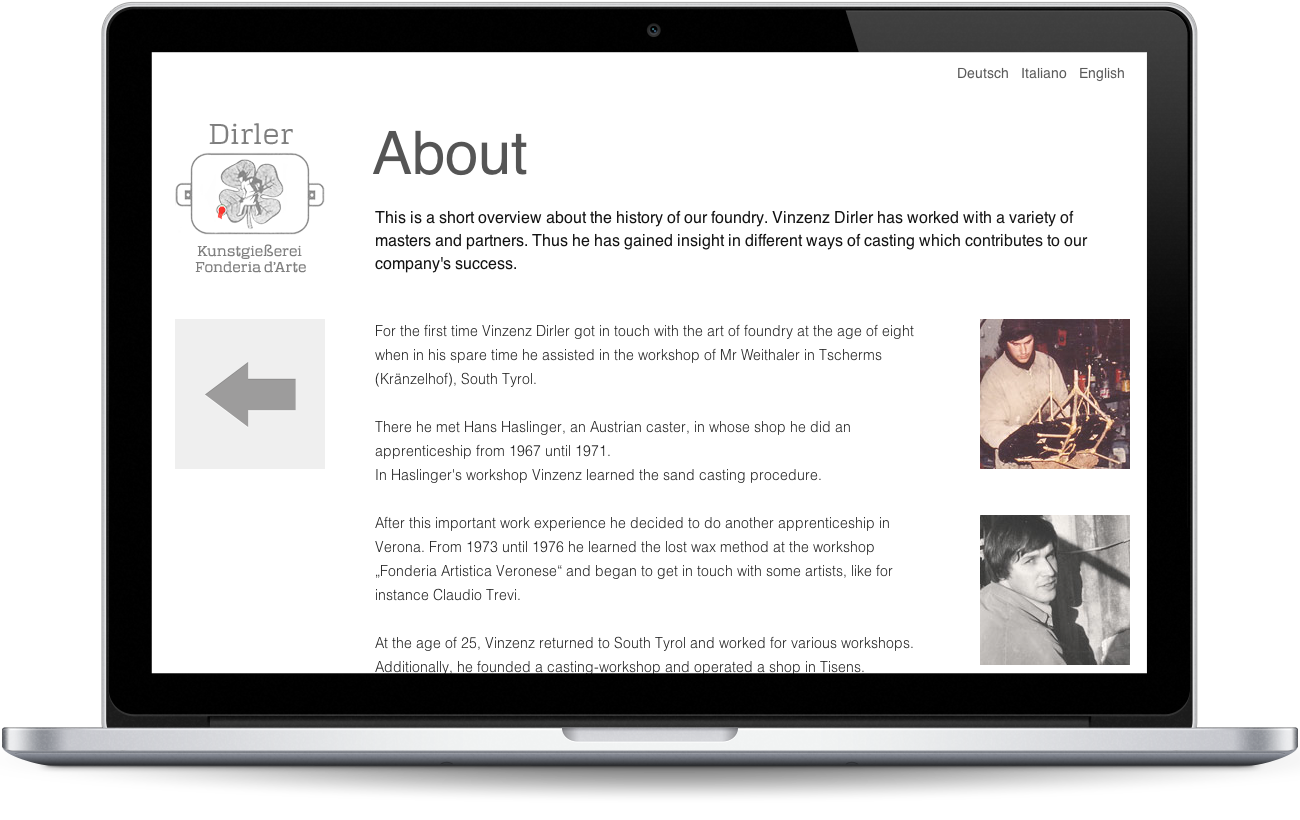 Deutsch Italiano English
Dirler
Kunstgießerei
Fonderia d'Arte
About
This is a short overview about the history of our foundry. Vinzenz Dirler has worked with a variety of
masters and partners. Thus he has gained insight in different ways of casting which contributes to our
company's success.
For the first time Vinzenz Dirler got in touch with the art of foundry at the age of eight
when in his spare time he assisted in the workshop of Mr Weithaler in Tscherms
(Kränzelhof), South Tyrol.
There he met Hans Haslinger, an Austrian caster, in whose shop he did an
apprenticeship from 1967 until 1971.
In Haslinger's workshop Vinzenz learned the sand casting procedure.
After this important work experience he decided to do another apprenticeship in
Verona. From 1973 until 1976 he learned the lost wax method at the workshop
„Fonderia Artistica Veronese“ and began to get in touch with some artists, like for
instance Claudio Trevi.
At the age of 25, Vinzenz returned to South Tyrol and worked for various workshops.
Additionally, he founded a casting-workshop and operated a shop in Tisens.